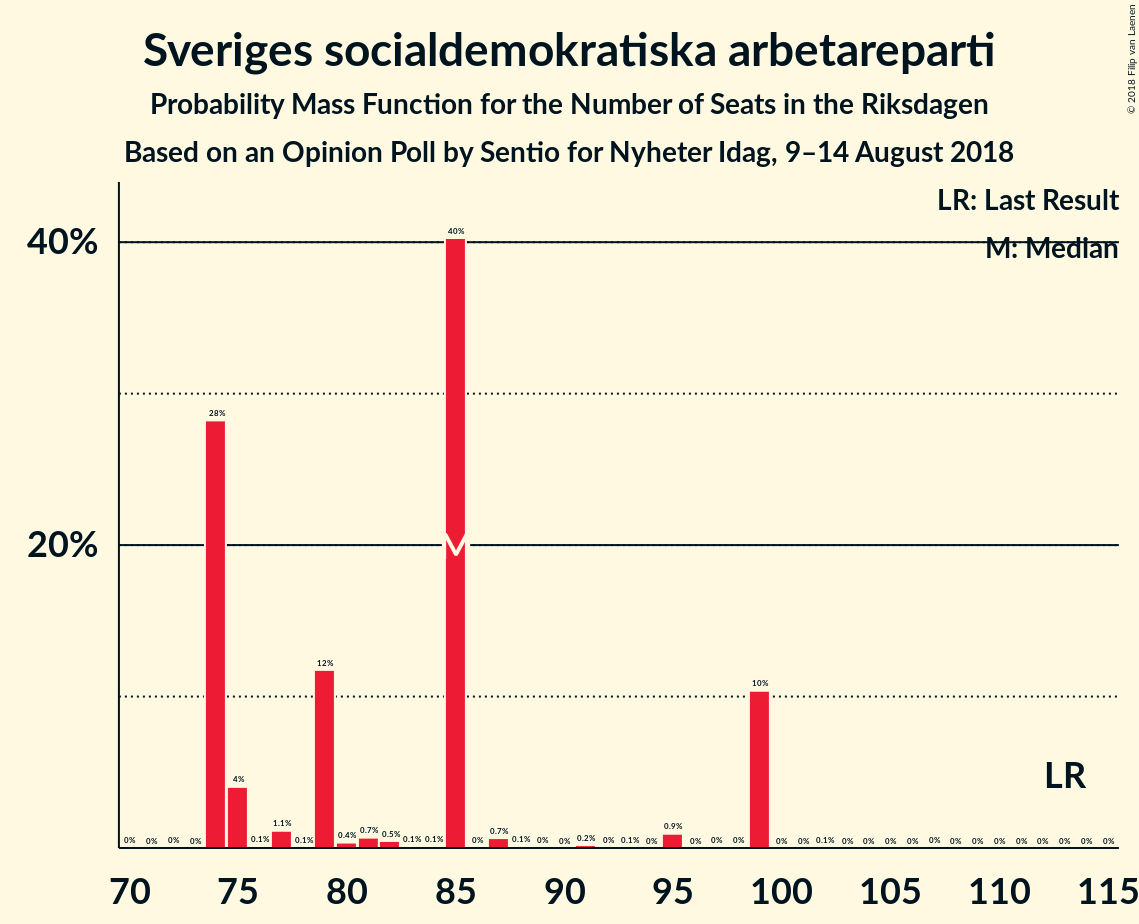 Sveriges socialdemokratiska arbetareparti
Probability Mass Function for the Number of Seats in the Riksdagen
Based on an Opinion Poll by Sentio for Nyheter Idag, 9–14 August 2018
© 2018 Filip van Laenen
LR: Last Result
M: Median
40%
20%
40%
28%
12%
10%
4%
0% 0% 0% 0% 0.1% 1.1% 0.1% 0.4% 0.7% 0.5% 0.1% 0.1% 0% 0.7% 0.1% 0% 0% 0.2% 0% 0.1% 0% 0.9% 0% 0% 0% 0% 0% 0.1% 0% 0% 0% 0% 0% 0% 0% 0% 0% 0% 0% 0% 0% 0%
M
LR
70 75 80 85 90 95 100 105 110 115